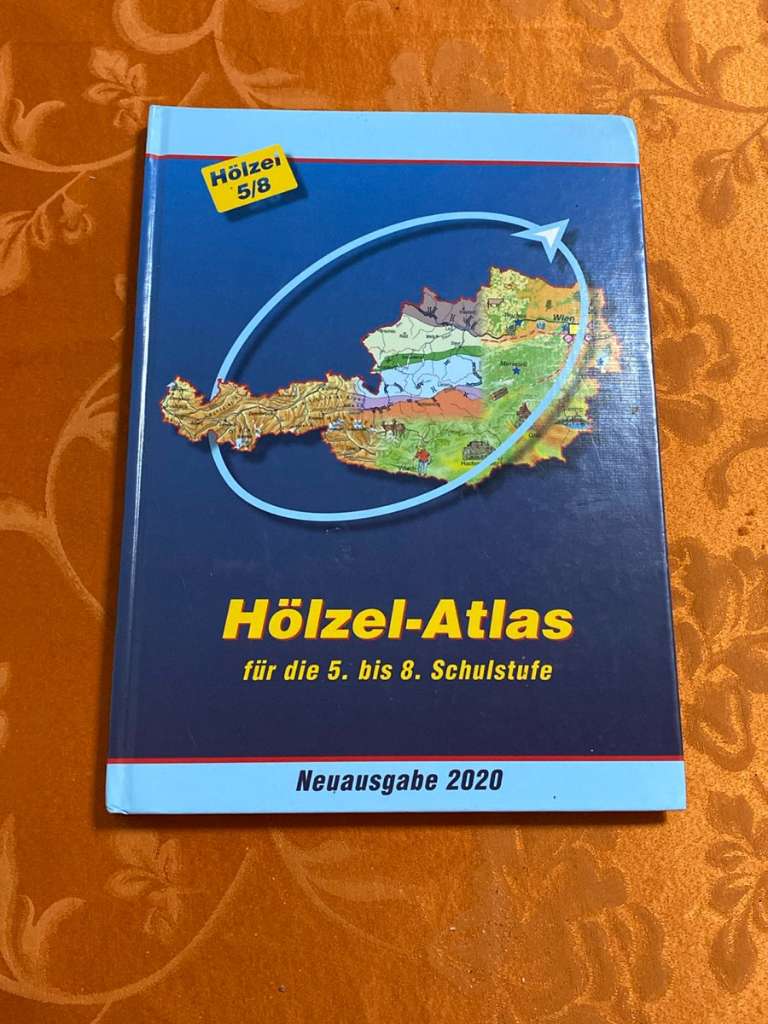 Hölzel
5/8
Wien
Hölzel-Atlas
für die 5. bis 8. Schulstufe
Neuausgabe 2020